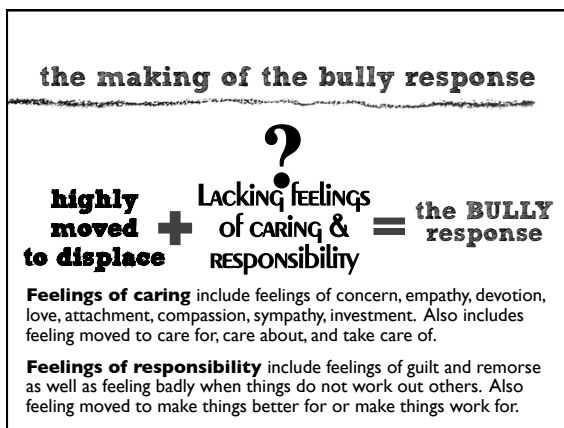 the making of the bully response
?
highly
moved
to displace
+
Lacking feelings
of caring &
responsibility
=
the BULLY
response
Feelings of caring include feelings of concern, empathy, devotion,
love, attachment, compassion, sympathy, investment. Also includes
feeling moved to care for, care about, and take care of.
Feelings of responsibility include feelings of guilt and remorse
as well as feeling badly when things do not work out others. Also
feeling moved to make things better for or make things work for.